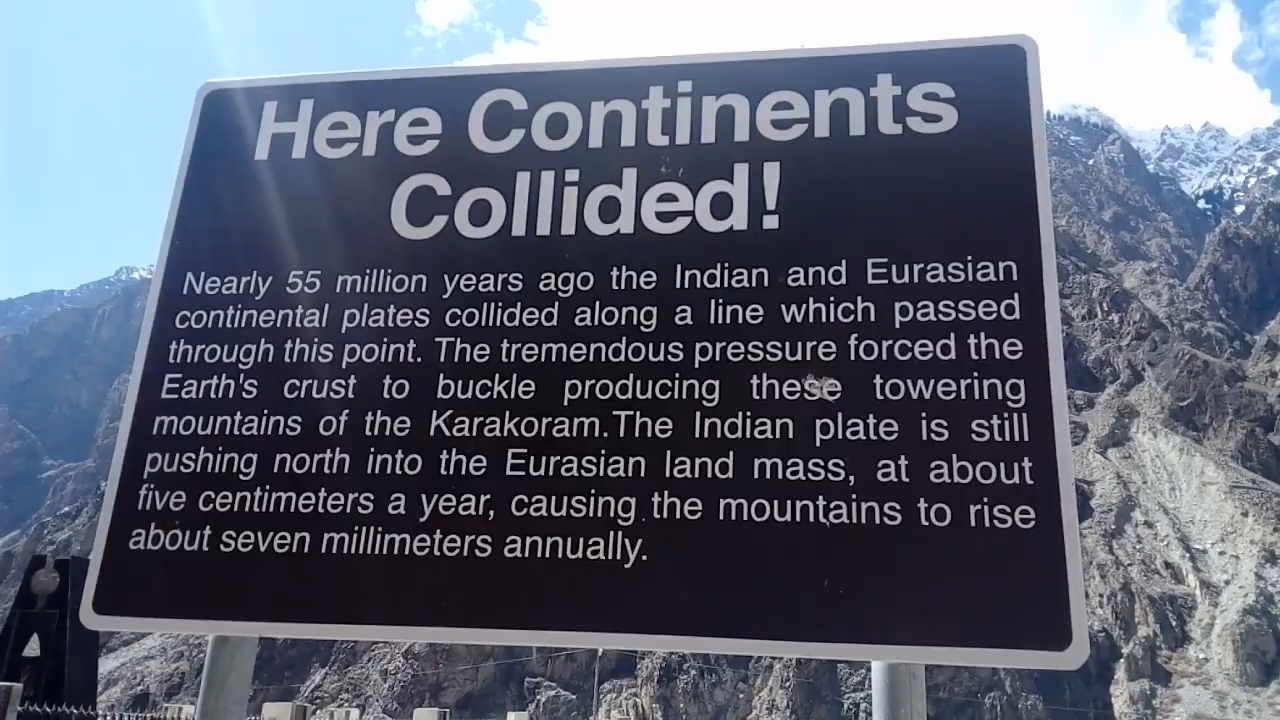 Here Continents
Collided!
Nearly 55 million years ago the Indian and Eurasian
continental plates collided along a line which passed
through this point. The tremendous pressure forced the
Earth's crust to buckle producing these towering
mountains of the Karakoram.The Indian plate is still
pushing north into the Eurasian land mass, at about
five centimeters a year, causing the mountains to rise
about seven millimeters annually.